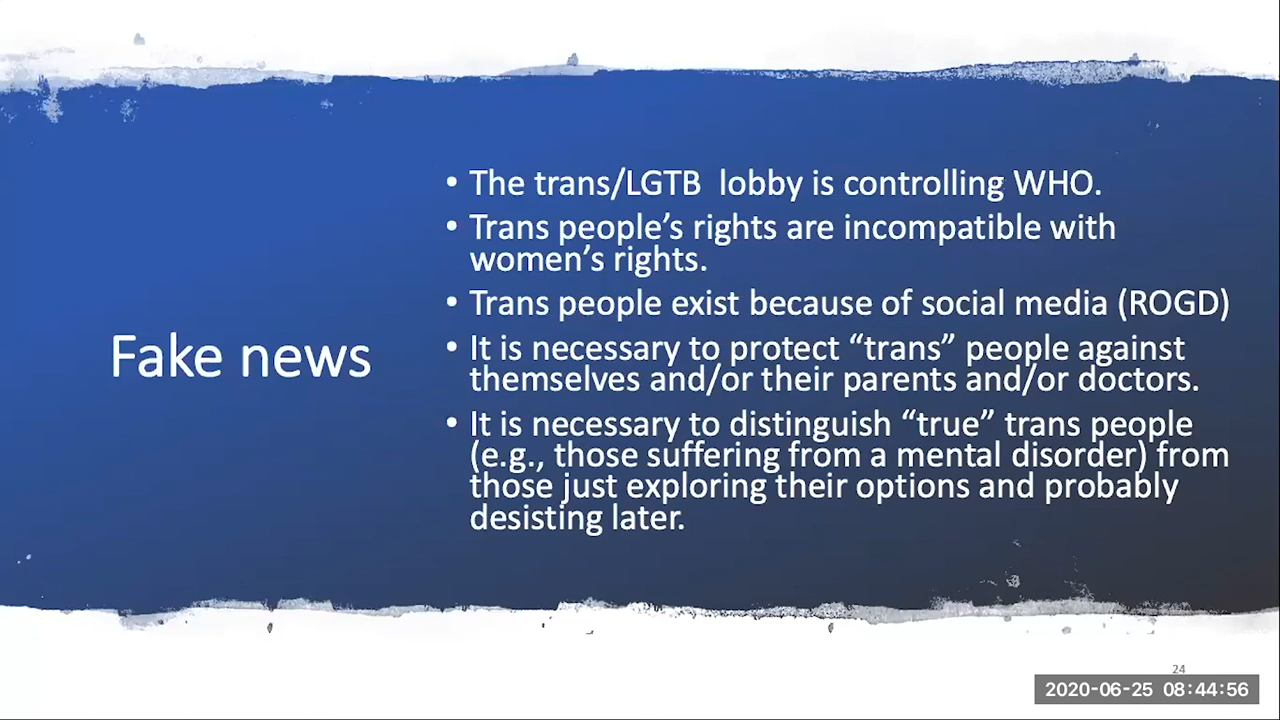 Fake news
• The trans/LGTB  lobby is controlling WHO.
• Trans people’s rights are incompatible with
women’s rights.
• Trans people exist because of social media (ROGD)
• It is necessary to protect “trans” people against
themselves and/or their parents and/or doctors.
• It is necessary to distinguish “true” trans people
(e.g., those suffering from a mental disorder) from
those just exploring their options and probably
desisting later.
24
2020-06-25 08:44:56